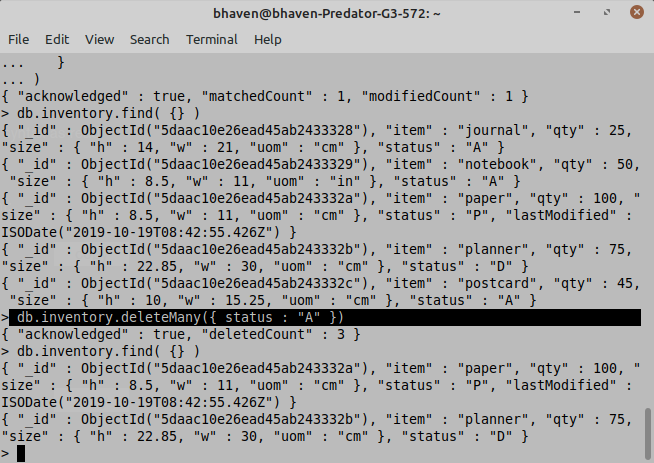 bhaven@bhaven-Predator-G3-572: ~
File Edit View Search Terminal Help
...    }
... )
{ "acknowledged" : true, "matchedCount" : 1, "modifiedCount" : 1 }
> db.inventory.find( {} )
{ "_id" : ObjectId("5daac10e26ead45ab2433328"), "item" : "journal", "qty" : 25,
"size" : { "h" : 14, "w" : 21, "uom" : "cm" }, "status" : "A" }
{ "_id" : ObjectId("5daac10e26ead45ab2433329"), "item" : "notebook", "qty" : 50,
 "size" : { "h" : 8.5, "w" : 11, "uom" : "in" }, "status" : "A" }
{ "_id" : ObjectId("5daac10e26ead45ab243332a"), "item" : "paper", "qty" : 100, "
size" : { "h" : 8.5, "w" : 11, "uom" : "cm" }, "status" : "P", "lastModified" :
ISODate("2019-10-19T08:42:55.426Z") }
{ "_id" : ObjectId("5daac10e26ead45ab243332b"), "item" : "planner", "qty" : 75,
"size" : { "h" : 22.85, "w" : 30, "uom" : "cm" }, "status" : "D" }
{ "_id" : ObjectId("5daac10e26ead45ab243332c"), "item" : "postcard", "qty" : 45,
 "size" : { "h" : 10, "w" : 15.25, "uom" : "cm" }, "status" : "A" }
> db.inventory.deleteMany({ status : "A" })
{ "acknowledged" : true, "deletedCount" : 3 }
> db.inventory.find( {} )
{ "_id" : ObjectId("5daac10e26ead45ab243332a"), "item" : "paper", "qty" : 100, "
size" : { "h" : 8.5, "w" : 11, "uom" : "cm" }, "status" : "P", "lastModified" :
ISODate("2019-10-19T08:42:55.426Z") }
{ "_id" : ObjectId("5daac10e26ead45ab243332b"), "item" : "planner", "qty" : 75,
"size" : { "h" : 22.85, "w" : 30, "uom" : "cm" }, "status" : "D" }
>